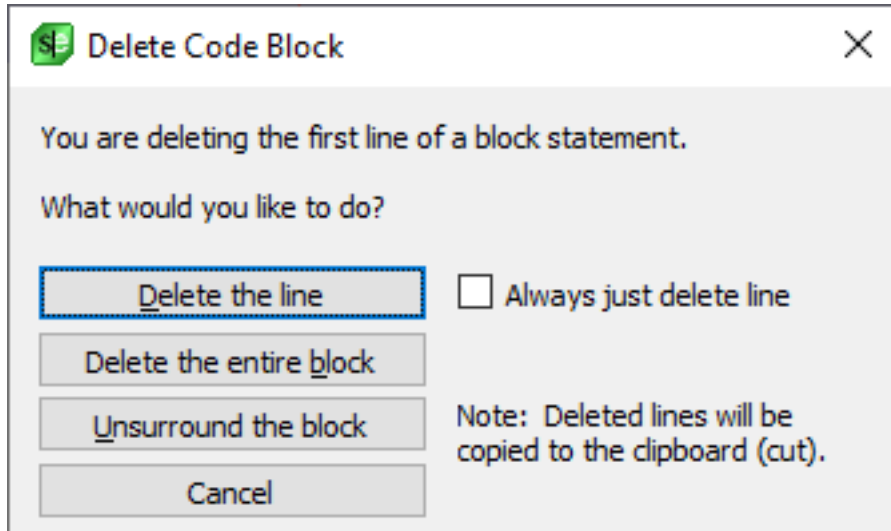 Delete Code Block
You are deleting the first line of a block statement.
What would you like to do?
Delete the line
Always just delete line
Delete the entire block
Unsurround the block
Note: Deleted lines will be
copied to the clipboard (cut).
Cancel